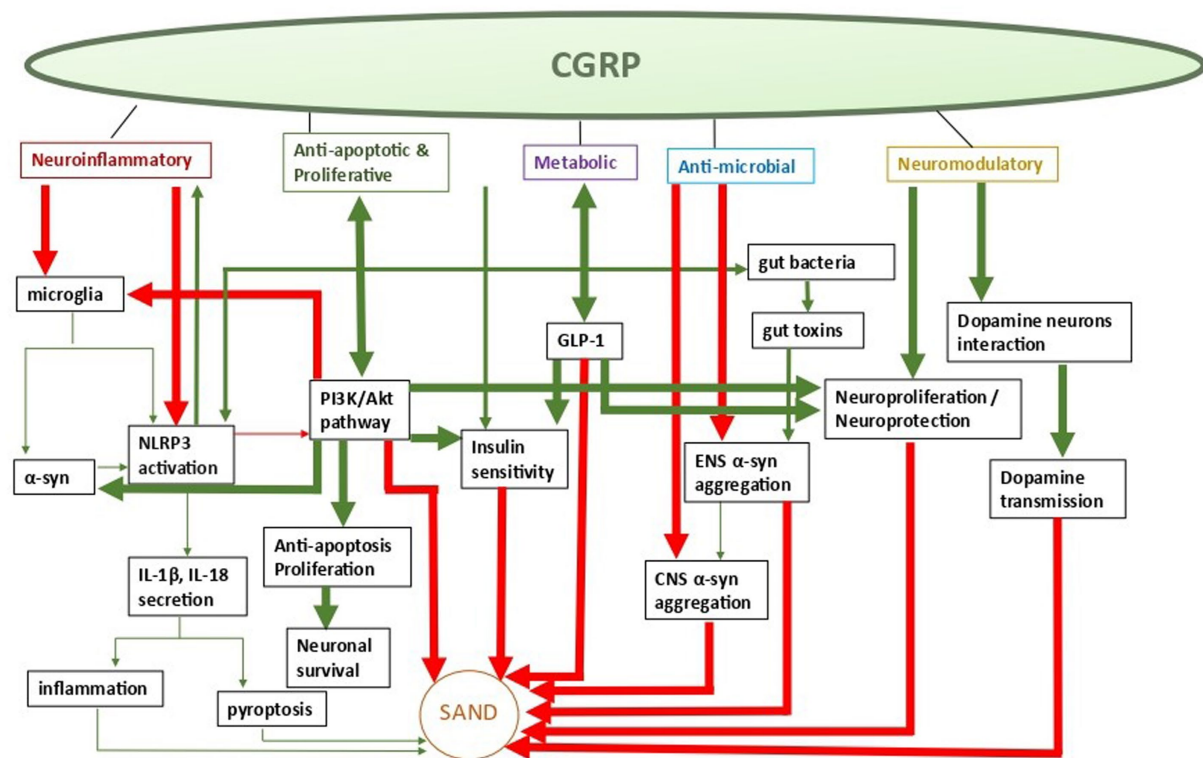 CGRP
Neuroinflammatory
Anti-apoptotic &
Proliferative
Metabolic
Anti-microbial
Neuromodulatory
microglia
gut bacteria
gut toxins
Dopamine neurons
interaction
GLP-1
PI3K/Akt
pathway
Neuroproliferation /
Neuroprotection
NLRP3
activation
α-syn
Insulin
sensitivity
ENS α-syn
aggregation
Dopamine
transmission
Anti-apoptosis
Proliferation
IL-1β, IL-18
secretion
CNS α-syn
aggregation
Neuronal
survival
inflammation
pyroptosis
SAND